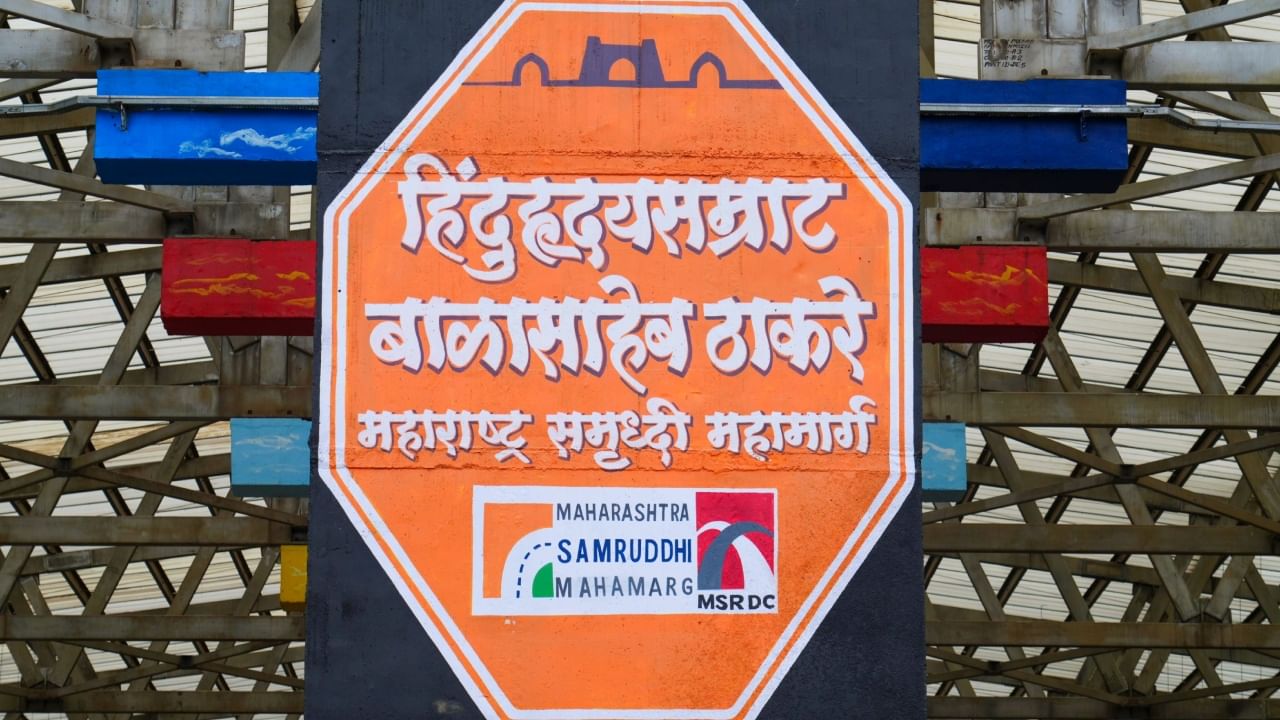 हिंदुहृदयसम्राट
बाळासाहेब ठाकरे
महाराष्ट्र समृध्दी महामार्ग
MAHARASHTRA
SAMRUDDHI
MAHAMARG
MSRDC